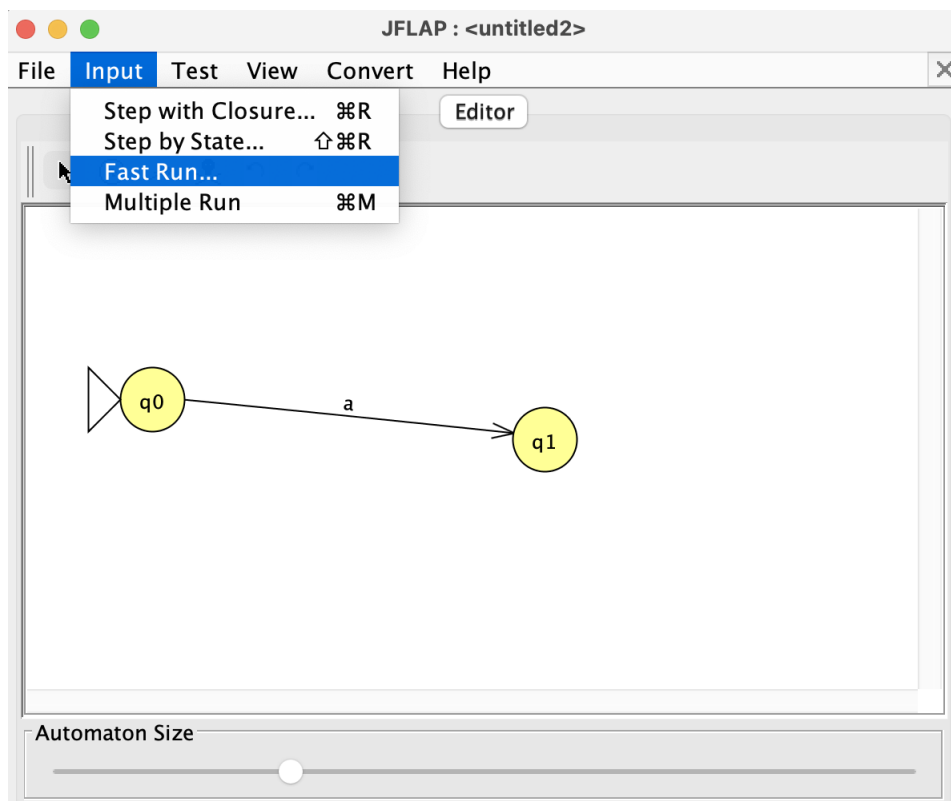 JFLAP : <untitled2>
File Input Test View Convert Help
Editor
Step with Closure... ⌘R
Step by State... ⇧⌘R
Fast Run...
Multiple Run ⌘M
a
q0
q1
Automaton Size